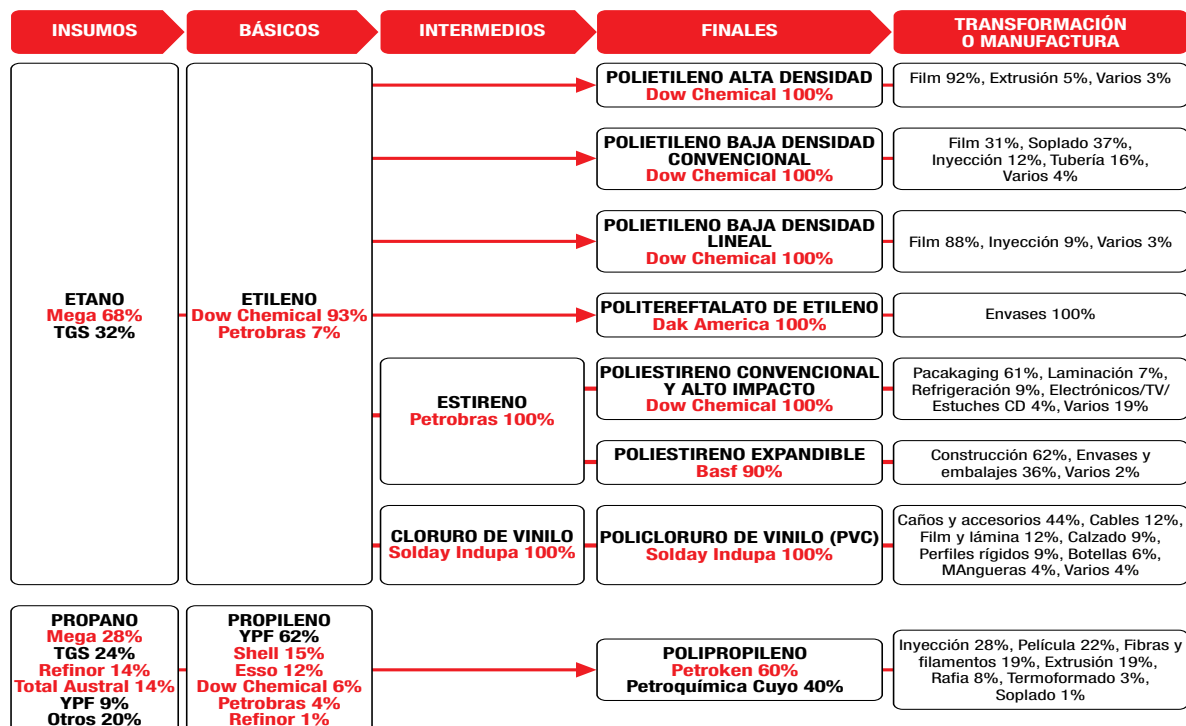 INSUMOS
BÁSICOS
INTERMEDIOS
FINALES
TRANSFORMACIÓN
O MANUFACTURA
ETANO
Mega 68%
TGS 32%
ETILENO
Dow Chemical 93%
Petrobras 7%
POLIETILENO ALTA DENSIDAD
Dow Chemical 100%
Film 92%, Extrusión 5%, Varios 3%
POLIETILENO BAJA DENSIDAD
CONVENCIONAL
Dow Chemical 100%
Film 31%, Soplado 37%,
Inyección 12%, Tubería 16%,
Varios 4%
POLIETILENO BAJA DENSIDAD
LINEAL
Dow Chemical 100%
Film 88%, Inyección 9%, Varios 3%
POLITEREFTALATO DE ETILENO
Dak America 100%
Envases 100%
ESTIRENO
Petrobras 100%
POLIESTIRENO CONVENCIONAL
Y ALTO IMPACTO
Dow Chemical 100%
Pacakaging 61%, Laminación 7%,
Refrigeración 9%, Electrónicos/TV/
Estuches CD 4%, Varios 19%
POLIESTIRENO EXPANDIBLE
Basf 90%
Construcción 62%, Envases y
embalajes 36%, Varios 2%
CLORURO DE VINILO
Solday Indupa 100%
POLICLORURO DE VINILO (PVC)
Solday Indupa 100%
Caños y accesorios 44%, Cables 12%,
Film y lámina 12%, Calzado 9%,
Perfiles rígidos 9%, Botellas 6%,
MAngueras 4%, Varios 4%
PROPANO
Mega 28%
TGS 24%
Refinor 14%
Total Austral 14%
YPF 9%
Otros 20%
PROPILENO
YPF 62%
Shell 15%
Esso 12%
Dow Chemical 6%
Petrobras 4%
Refinor 1%
POLIPROPILENO
Petroken 60%
Petroquímica Cuyo 40%
Inyección 28%, Película 22%, Fibras y
filamentos 19%, Extrusión 19%,
Rafia 8%, Termoformado 3%,
Soplado 1%